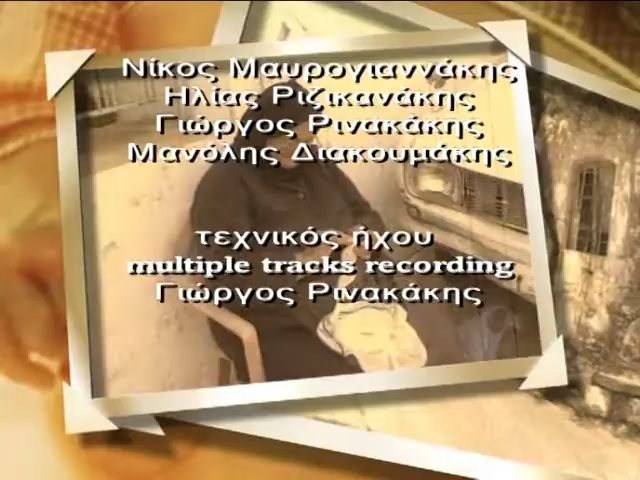 Νίκος Μαυρογιαννάκης
Ηλίας Ριζικανάκης
Γιώργος Ρινακάκης
Μανόλης Διακουμάκης
τεχνικός ήχου
multiple tracks recording
Γιώργος Ρινακάκης